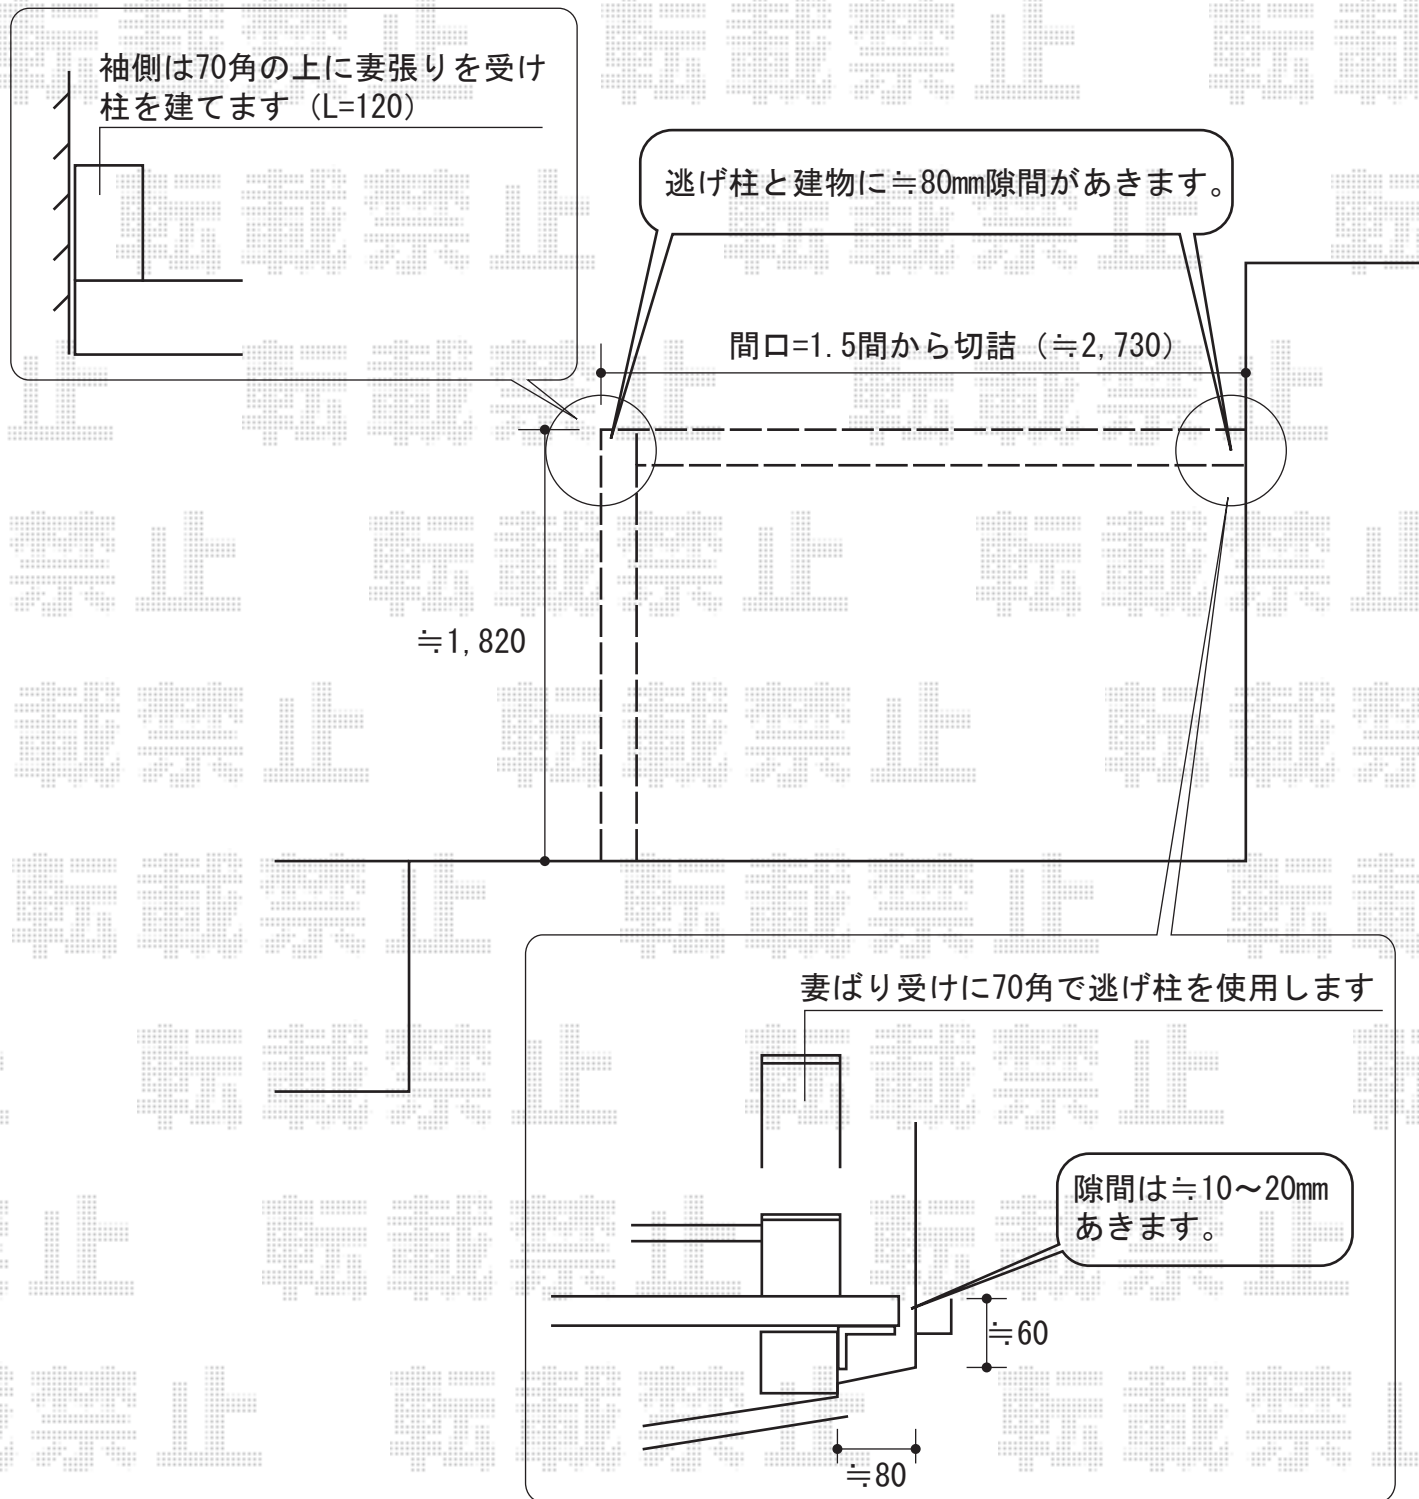 袖側は70角の上に妻張りを受け
柱を建てます（L=120）
逃げ柱と建物に≒80mm隙間があきます。
間口=1.5間から切詰（≒2,730）
≒1,820
妻ばり受けに70角で逃げ柱を使用します
隙間は≒10～20mm
あきます。
≒60
≒80
転載禁止